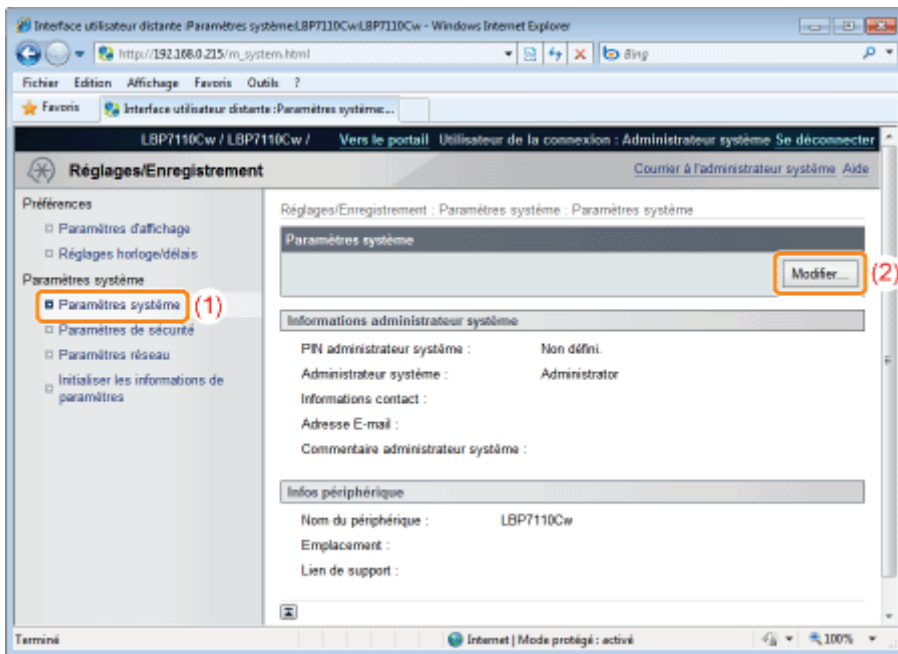 Interface utilisateur distante :Paramètres système:LBP7110Cw:LBP7110Cw - Windows Internet Explorer
http://192.168.0.215/m_system.html
Bing
Fichier Edition Affichage Favoris Outils ?
Favoris
Interface utilisateur distante :Paramètres système:...
LBP7110Cw / LBP7110Cw / Vers le portail Utilisateur de la connexion : Administrateur système Se déconnecter
Réglages/Enregistrement
Courrier à l'administrateur système Aide
Préférences
Paramètres d'affichage
Réglages horloge/délais
Paramètres système
Paramètres système (1)
Paramètres de sécurité
Paramètres réseau
Initialiser les informations de
paramètres
Réglages/Enregistrement : Paramètres système : Paramètres système
Paramètres système
Modifier... (2)
Informations administrateur système
PIN administrateur système : Non défini.
Administrateur système : Administrator
Informations contact :
Adresse E-mail :
Commentaire administrateur système :
Infos périphérique
Nom du périphérique : LBP7110Cw
Emplacement :
Lien de support :
Terminé
Internet | Mode protégé : activé
100%